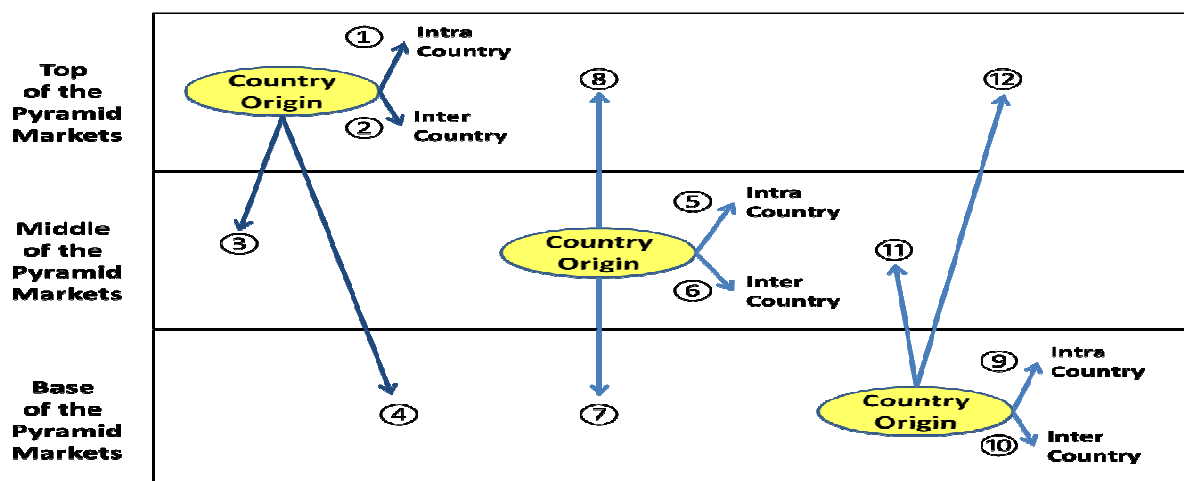 Top
of the
Pyramid
Markets
Country
Origin
①
Intra
Country
②
Inter
Country
③
④
⑧
⑫
Middle
of the
Pyramid
Markets
Country
Origin
⑤
Intra
Country
⑥
Inter
Country
⑦
⑪
Base
of the
Pyramid
Markets
Country
Origin
⑨
Intra
Country
⑩
Inter
Country